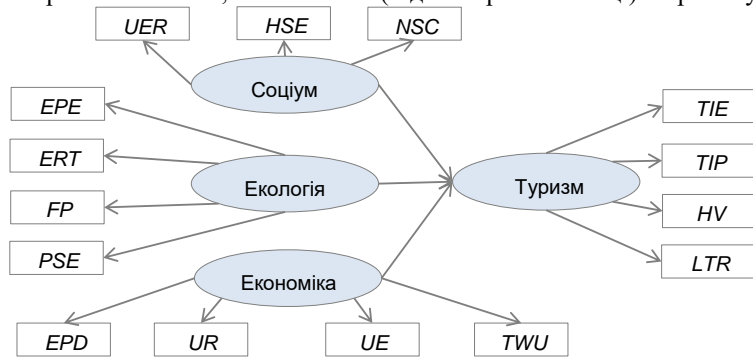 UER
HSE
NSC
Соціум
EPE
TIE
ERT
TIP
Екологія
Туризм
FP
HV
PSE
LTR
Економіка
EPD
UR
UE
TWU